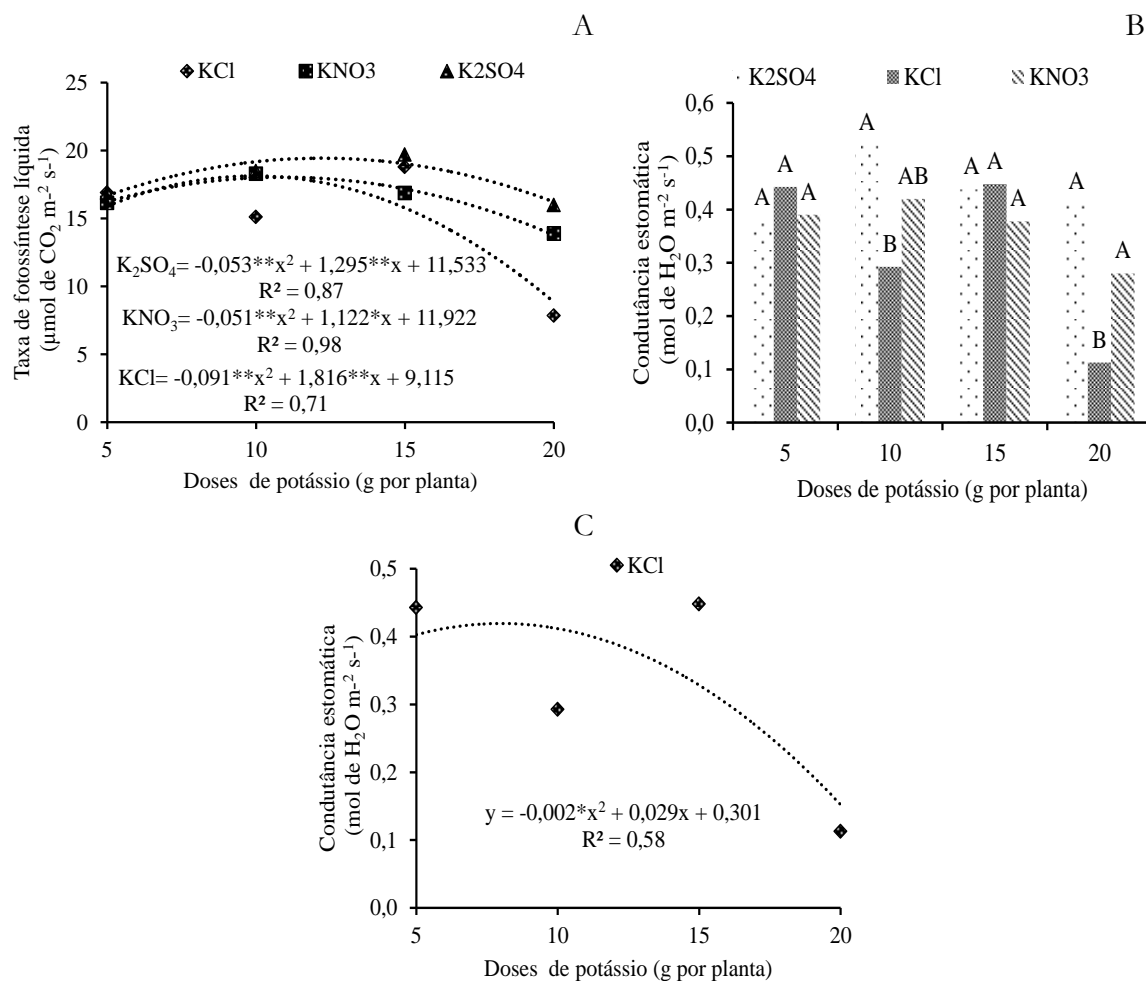 A
KCl KNO3 K2SO4
Taxa de fotossíntese líquida
(µmol de CO₂ m-² s-¹)
25
20
15
10
5
0
K₂SO₄= -0,053**x² + 1,295**x + 11,533
R² = 0,87
KNO₃= -0,051**x² + 1,122*x + 11,922
R² = 0,98
KCl= -0,091**x² + 1,816**x + 9,115
R² = 0,71
5 10 15 20
Doses de potássio (g por planta)
B
K2SO4 KCl KNO3
Condutância estomática
(mol de H₂O m-² s-¹)
0,6
0,5
0,4
0,3
0,2
0,1
0,0
A A A
A B AB
A A A
A B A
5 10 15 20
Doses de potássio (g por planta)
C
KCl
Condutância estomática
(mol de H₂O m-² s-¹)
0,5
0,4
0,3
0,2
0,1
0,0
y = -0,002*x² + 0,029x + 0,301
R² = 0,58
5 10 15 20
Doses de potássio (g por planta)